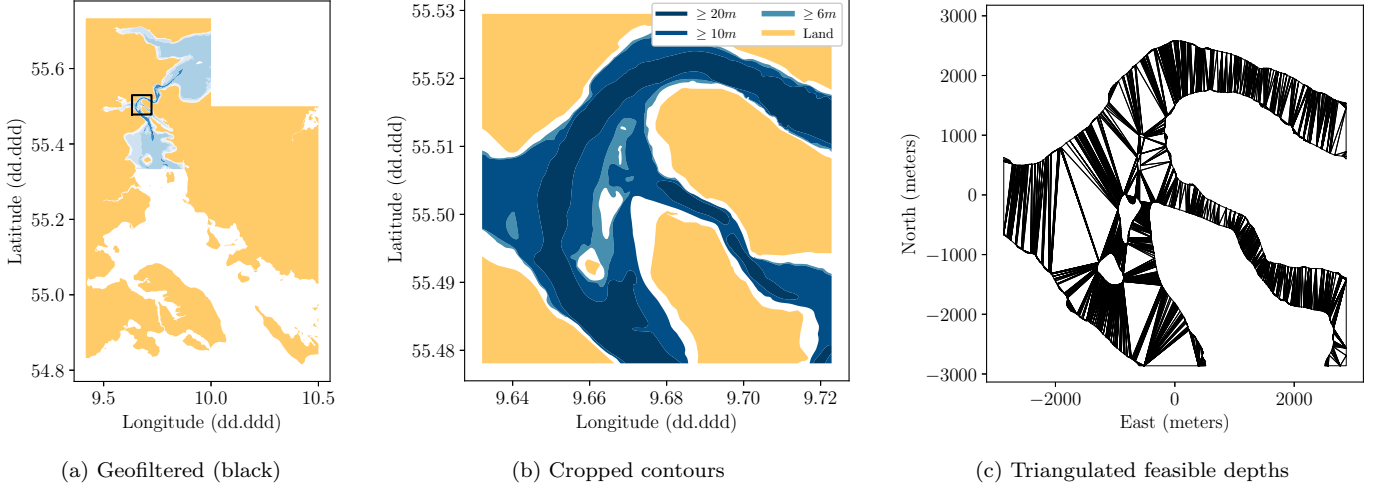 55.6
55.4
55.2
55.0
54.8
Latitude (dd.ddd)
9.5
10.0
10.5
Longitude (dd.ddd)
(a) Geofiltered (black)
55.53
55.52
55.51
55.50
55.49
55.48
Latitude (dd.ddd)
≥ 20m
≥ 10m
≥ 6m
Land
9.64
9.66
9.68
9.70
9.72
Longitude (dd.ddd)
(b) Cropped contours
3000
2000
1000
0
−1000
−2000
−3000
North (meters)
−2000
0
2000
East (meters)
(c) Triangulated feasible depths